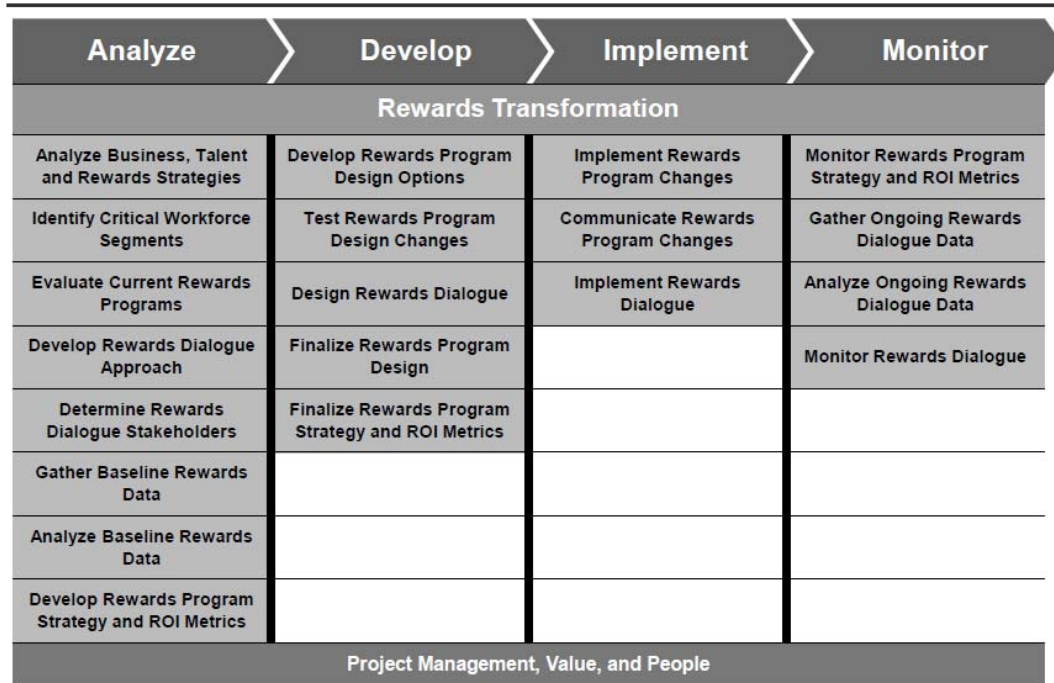 Analyze
Develop
Implement
Monitor
Rewards Transformation
Analyze Business, Talent
and Rewards Strategies
Identify Critical Workforce
Segments
Evaluate Current Rewards
Programs
Develop Rewards Dialogue
Approach
Determine Rewards
Dialogue Stakeholders
Gather Baseline Rewards
Data
Analyze Baseline Rewards
Data
Develop Rewards Program
Strategy and ROI Metrics
Develop Rewards Program
Design Options
Test Rewards Program
Design Changes
Design Rewards Dialogue
Finalize Rewards Program
Design
Finalize Rewards Program
Strategy and ROI Metrics
Implement Rewards
Program Changes
Communicate Rewards
Program Changes
Implement Rewards
Dialogue
Monitor Rewards Program
Strategy and ROI Metrics
Gather Ongoing Rewards
Dialogue Data
Analyze Ongoing Rewards
Dialogue Data
Monitor Rewards Dialogue
Project Management, Value, and People